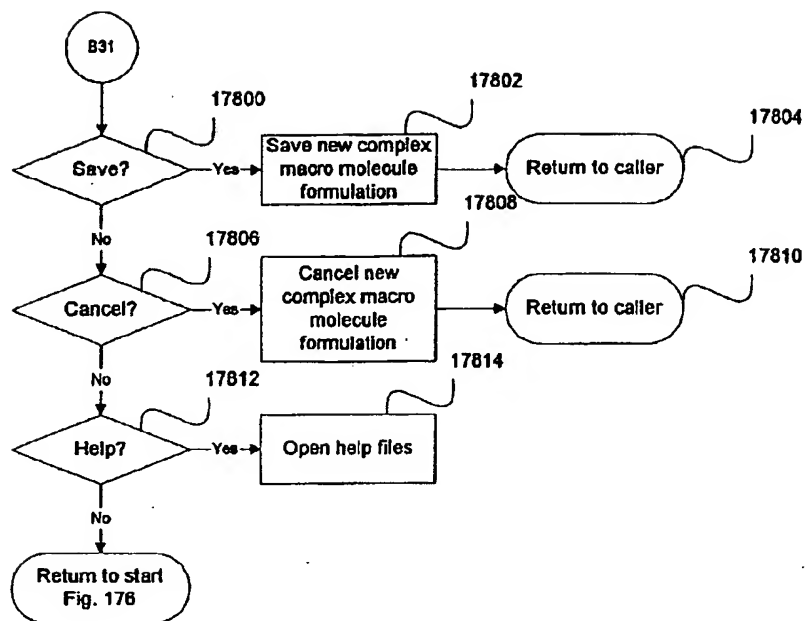 B31
17800
17802
17804
Save?
Yes
Save new complex
macro molecule
formulation
Return to caller
No
17806
17808
17810
Cancel?
Yes
Cancel new
complex macro
molecule
formulation
Return to caller
No
17812
17814
Help?
Yes
Open help files
No
Return to start
Fig. 176